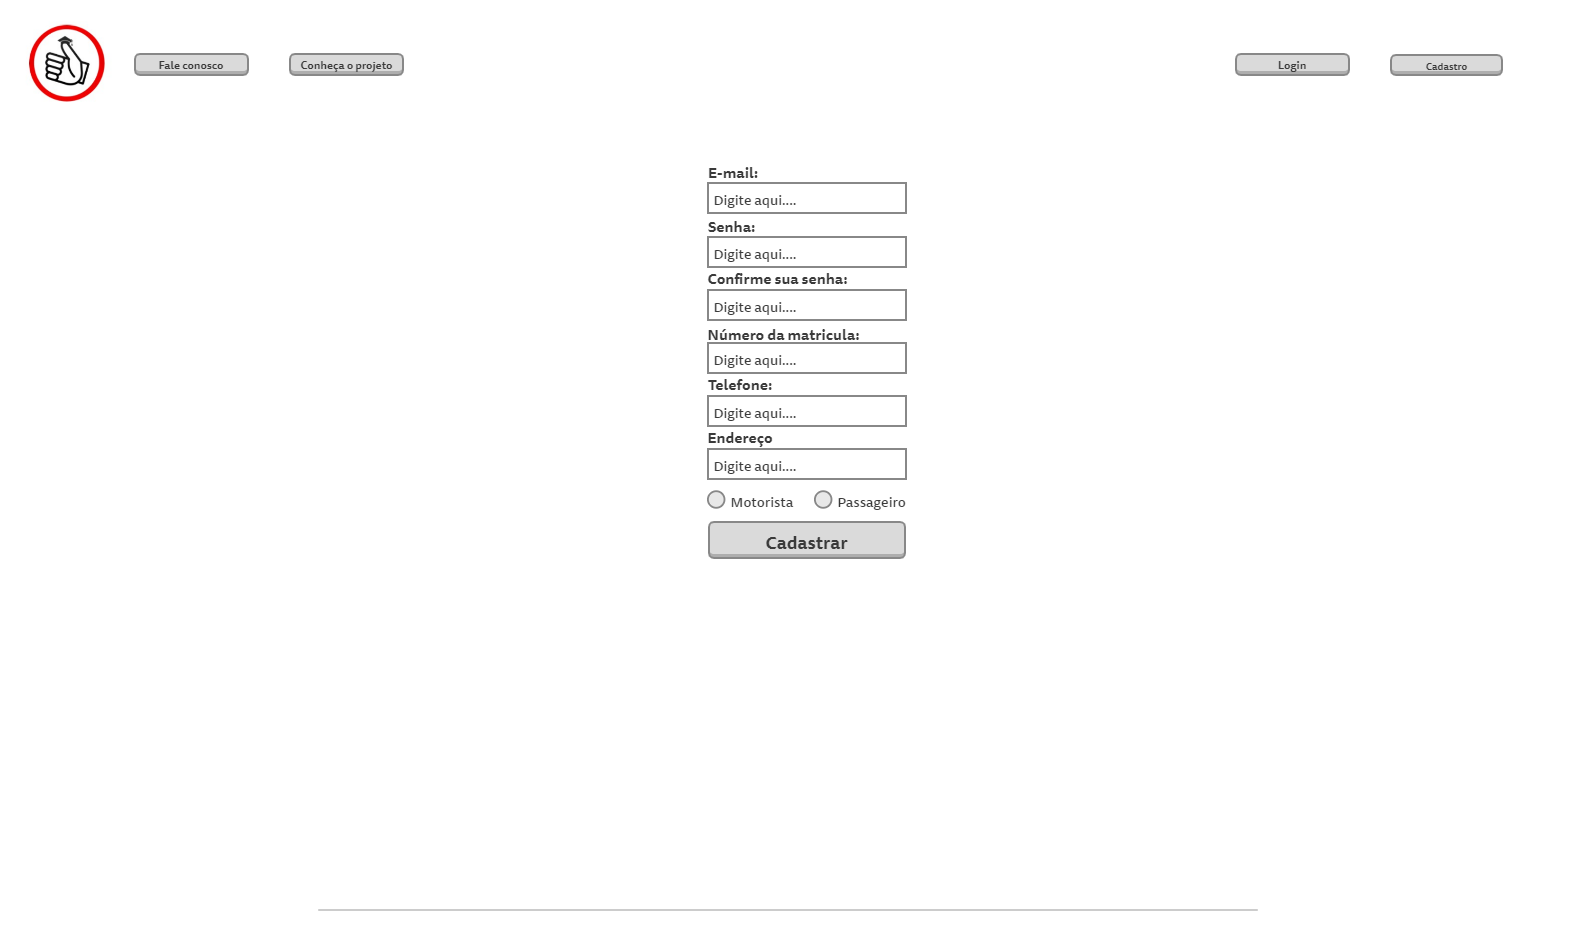 Fale conosco
Conheça o projeto
Login
Cadastro
E-mail:
Digite aqui....
Senha:
Digite aqui....
Confirme sua senha:
Digite aqui....
Número da matricula:
Digite aqui....
Telefone:
Digite aqui....
Endereço
Digite aqui....
Motorista
Passageiro
Cadastrar